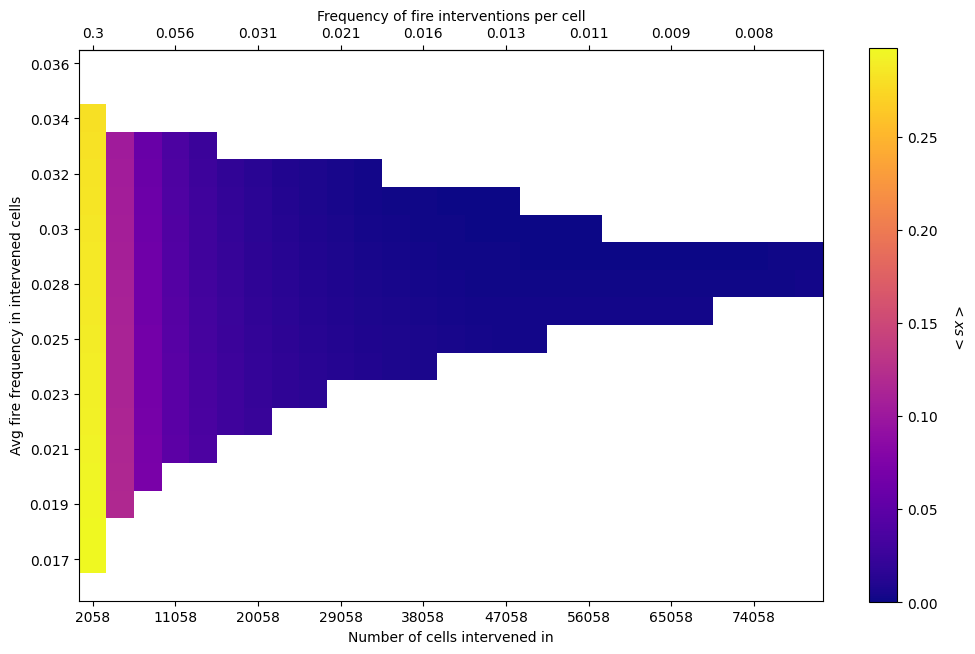 Frequency of fire interventions per cell
0.3 0.056 0.031 0.021 0.016 0.013 0.011 0.009 0.008
Avg fire frequency in intervened cells
0.036
0.034
0.032
0.03
0.028
0.025
0.023
0.021
0.019
0.017
2058 11058 20058 29058 38058 47058 56058 65058 74058
Number of cells intervened in
0.25
0.20
0.15
0.10
0.05
0.00
< sx >